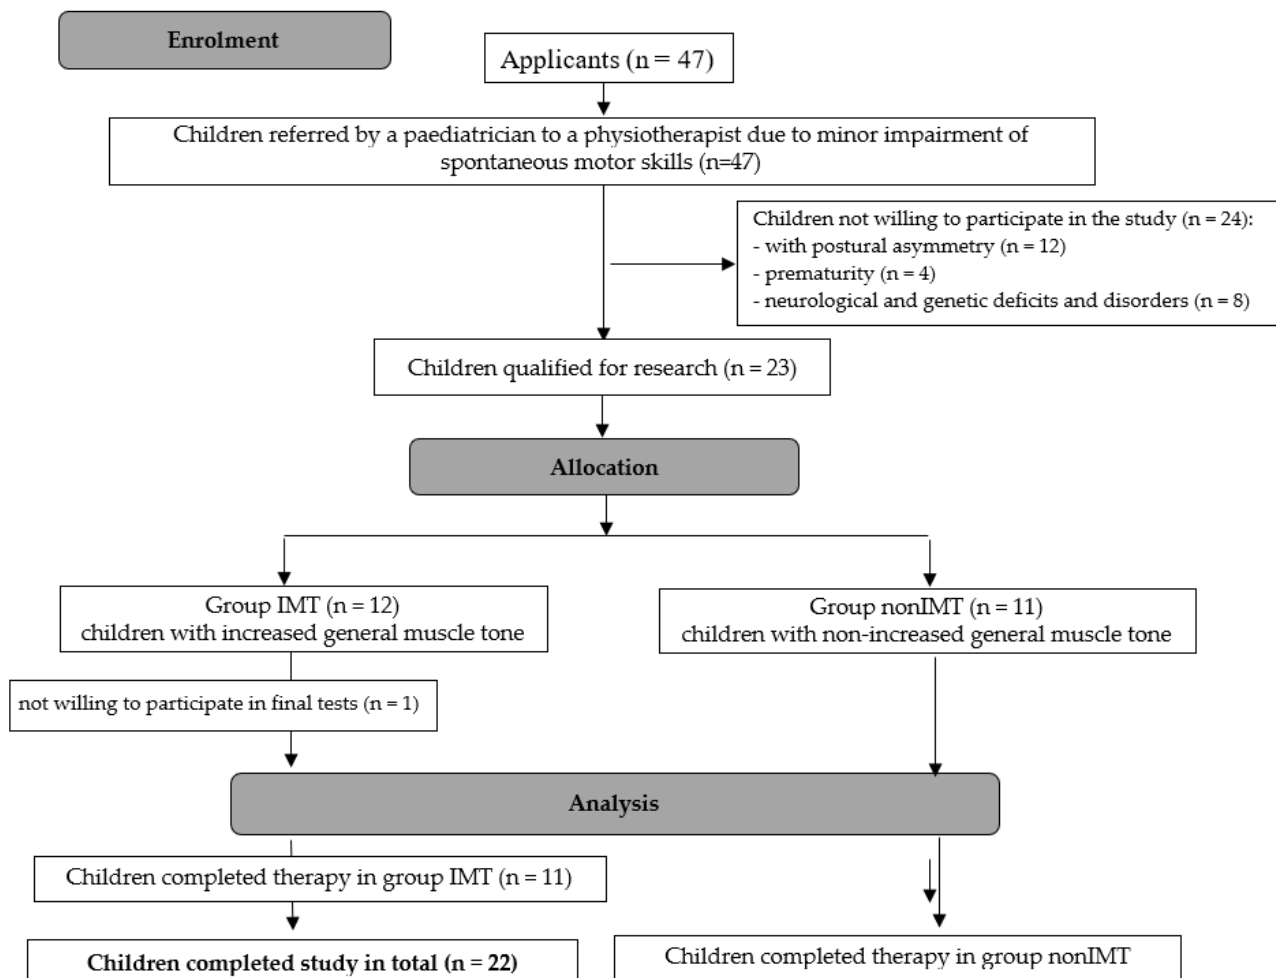 Enrolment
Applicants (n = 47)
Children referred by a paediatrician to a physiotherapist due to minor impairment of
spontaneous motor skills (n=47)
Children not willing to participate in the study (n = 24):
- with postural asymmetry (n = 12)
- prematurity (n = 4)
- neurological and genetic deficits and disorders (n = 8)
Children qualified for research (n = 23)
Allocation
Group IMT (n = 12)
children with increased general muscle tone
Group nonIMT (n = 11)
children with non-increased general muscle tone
not willing to participate in final tests (n = 1)
Analysis
Children completed therapy in group IMT (n = 11)
Children completed therapy in group nonIMT
Children completed study in total (n = 22)